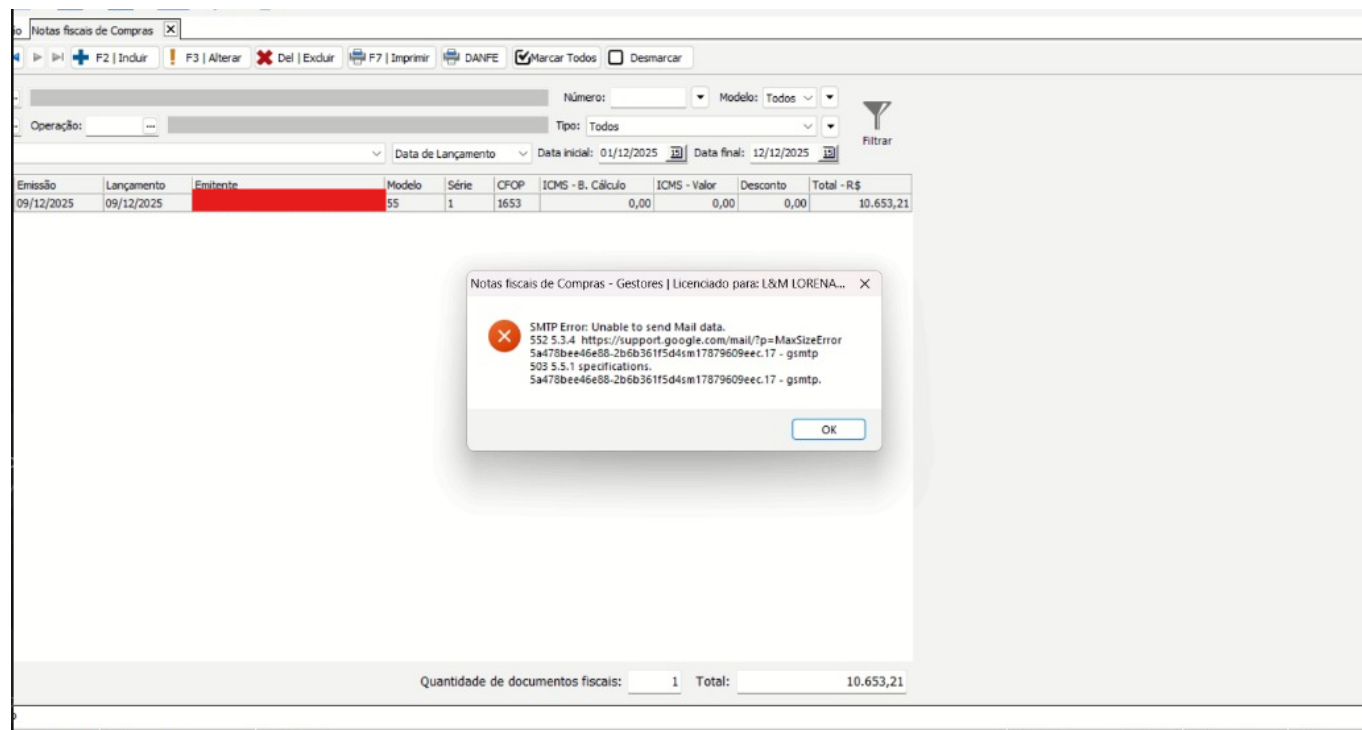 Notas fiscais de Compras
F2 | Incluir F3 | Alterar Del | Excluir F7 | Imprimir DANFE Marcar Todos Desmarcar
Número: Modelo: Todos
Operação: Tipo: Todos
Filtrar
Data de Lançamento Data inicial: 01/12/2025 15 Data final: 12/12/2025 15
Emissão Lançamento Emitente Modelo Série CFOP ICMS - B. Cálculo ICMS - Valor Desconto Total - R$
09/12/2025 09/12/2025 55 1 1653 0,00 0,00 0,00 10.653,21
Notas fiscais de Compras - Gestores | Licenciado para: L&M LORENA...
SMTP Error: Unable to send Mail data.
552 5.3.4 https://support.google.com/mail/?p=MaxSizeError
5a478bee46e88-2b6b361f5d4sm17879609eec.17 - gsmtp
503 5.5.1 specifications.
5a478bee46e88-2b6b361f5d4sm17879609eec.17 - gsmtp.
OK
Quantidade de documentos fiscais: 1 Total: 10.653,21